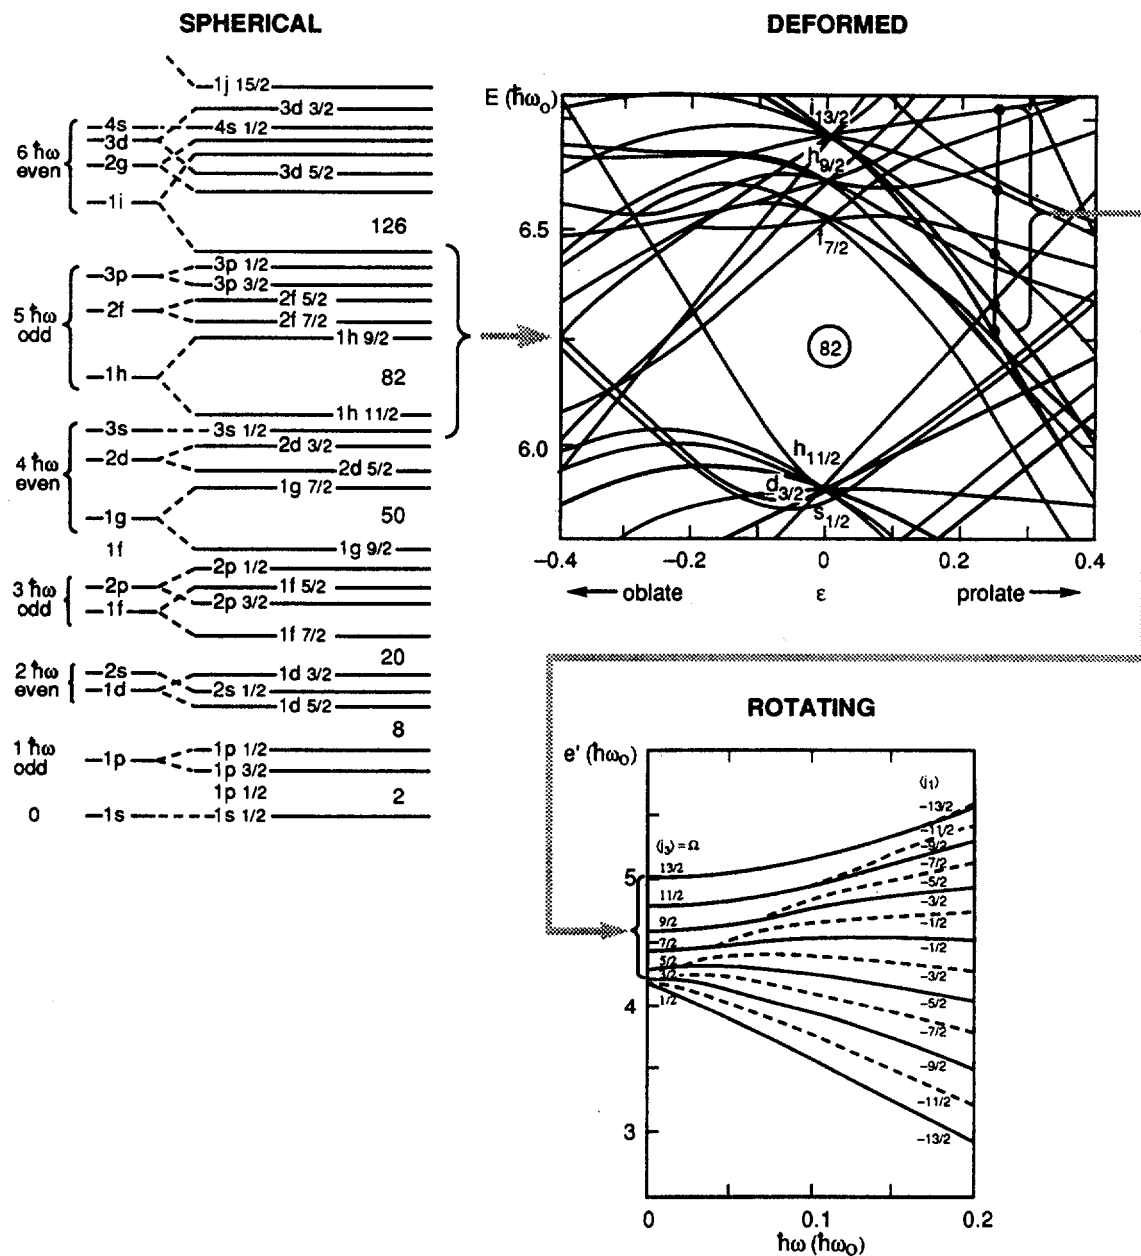 SPHERICAL
1j 15/2
3d 3/2
4s
4s 1/2
3d
6 ħω
even
2g
3d 5/2
1i
126
3p 1/2
3p
3p 3/2
2f 5/2
5 ħω
odd
2f
2f 7/2
1h 9/2
1h
82
1h 11/2
3s
3s 1/2
2d 3/2
2d
4 ħω
even
2d 5/2
1g 7/2
1g
50
1f
1g 9/2
2p 1/2
3 ħω
odd
2p
1f 5/2
1f
2p 3/2
1f 7/2
20
2 ħω
even
2s
1d 3/2
1d
2s 1/2
1d 5/2
8
1 ħω
odd
1p
1p 1/2
1p 3/2
1p 1/2
2
0
1s
1s 1/2
DEFORMED
E (ħω₀)
i 13/2
h 9/2
6.5
f 7/2
82
6.0
h 11/2
d 3/2
s 1/2
−0.4 −0.2 0 0.2 0.4
oblate ε prolate
ROTATING
e' (ħω₀)
⟨j₁⟩
−13/2
−11/2
−9/2
−7/2
−5/2
−3/2
−1/2
−1/2
−3/2
−5/2
−7/2
−9/2
−11/2
−13/2
⟨j₃⟩ = Ω
13/2
5
11/2
9/2
7/2
5/2
3/2
1/2
4
3
0 0.1 0.2
ħω (ħω₀)